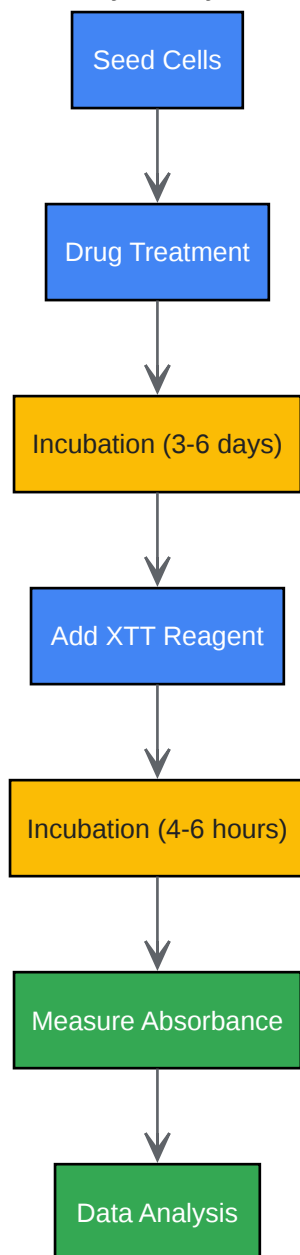 Seed Cells
Drug Treatment
Incubation (3-6 days)
Add XTT Reagent
Incubation (4-6 hours)
Measure Absorbance
Data Analysis